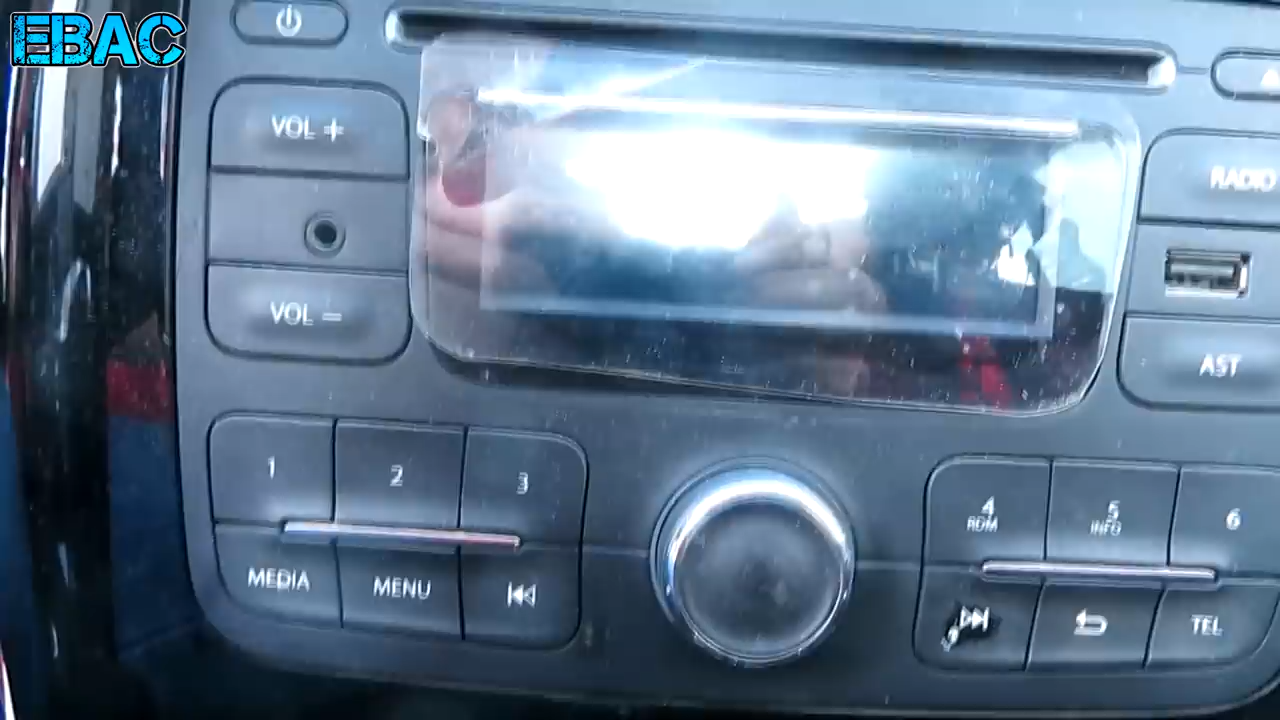 EBAC
VOL +
RADIO
VOL -
AST
1
2
3
4
RDM
5
INFO
6
MEDIA
MENU
TEL